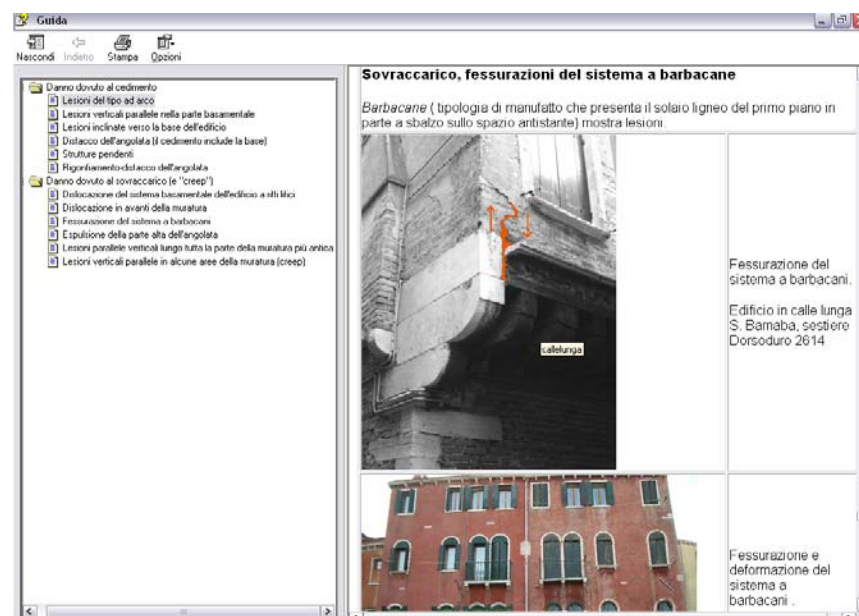 Guida
Nascondi Indietro Stampa Opzioni
Danno dovuto al cedimento
Lesioni del tipo ad arco
Lesioni verticali parallele nella parte basamentale
Lesioni inclinate verso la base dell'edificio
Distacco dell'angolata (il cedimento include la base)
Strutture pendenti
Rigonfiamento-distacco dell'angolata
Danno dovuto al sovraccarico (e "creep")
Dislocazione del sistema basamentale dell'edificio a ritti litici
Dislocazione in avanti della muratura
Fessurazione del sistema a barbacani
Espulsione della parte alta dell'angolata
Lesioni parallele verticali lungo tutta la parte della muratura più antica
Lesioni verticali parallele in alcune aree della muratura (creep)
Sovraccarico, fessurazioni del sistema a barbacane
Barbacane ( tipologia di manufatto che presenta il solaio ligneo del primo piano in
parte a sbalzo sullo spazio antistante) mostra lesioni.
callelunga
Fessurazione del
sistema a barbacani.
Edificio in calle lunga
S. Barnaba, sestiere
Dorsoduro 2614
Fessurazione e
deformazione del
sistema a
barbacani .